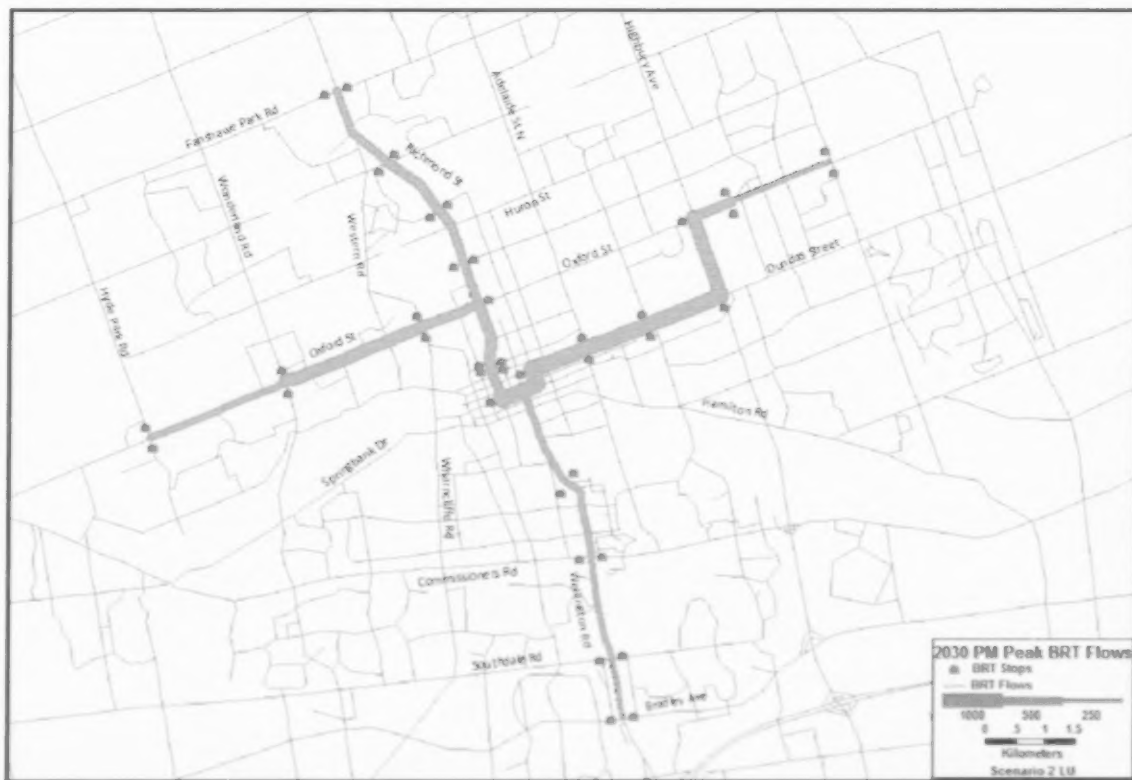 Highbury Ave
Adelaide St N
Fanshawe Park Rd
Richmond St
Wonderland Rd
Western Rd
Huron St
Oxford St
Dundas Street
Hyde Park Rd
Oxford St
Hamilton Rd
Springbank Dr
Wharncliffe Rd
Commissioners Rd
Wellington Rd
Southdale Rd
Bradley Ave
2030 PM Peak BRT Flows
BRT Stops
BRT Flows
1000 500 250
0 .5 1 1.5
Kilometers
Scenario 2 LU